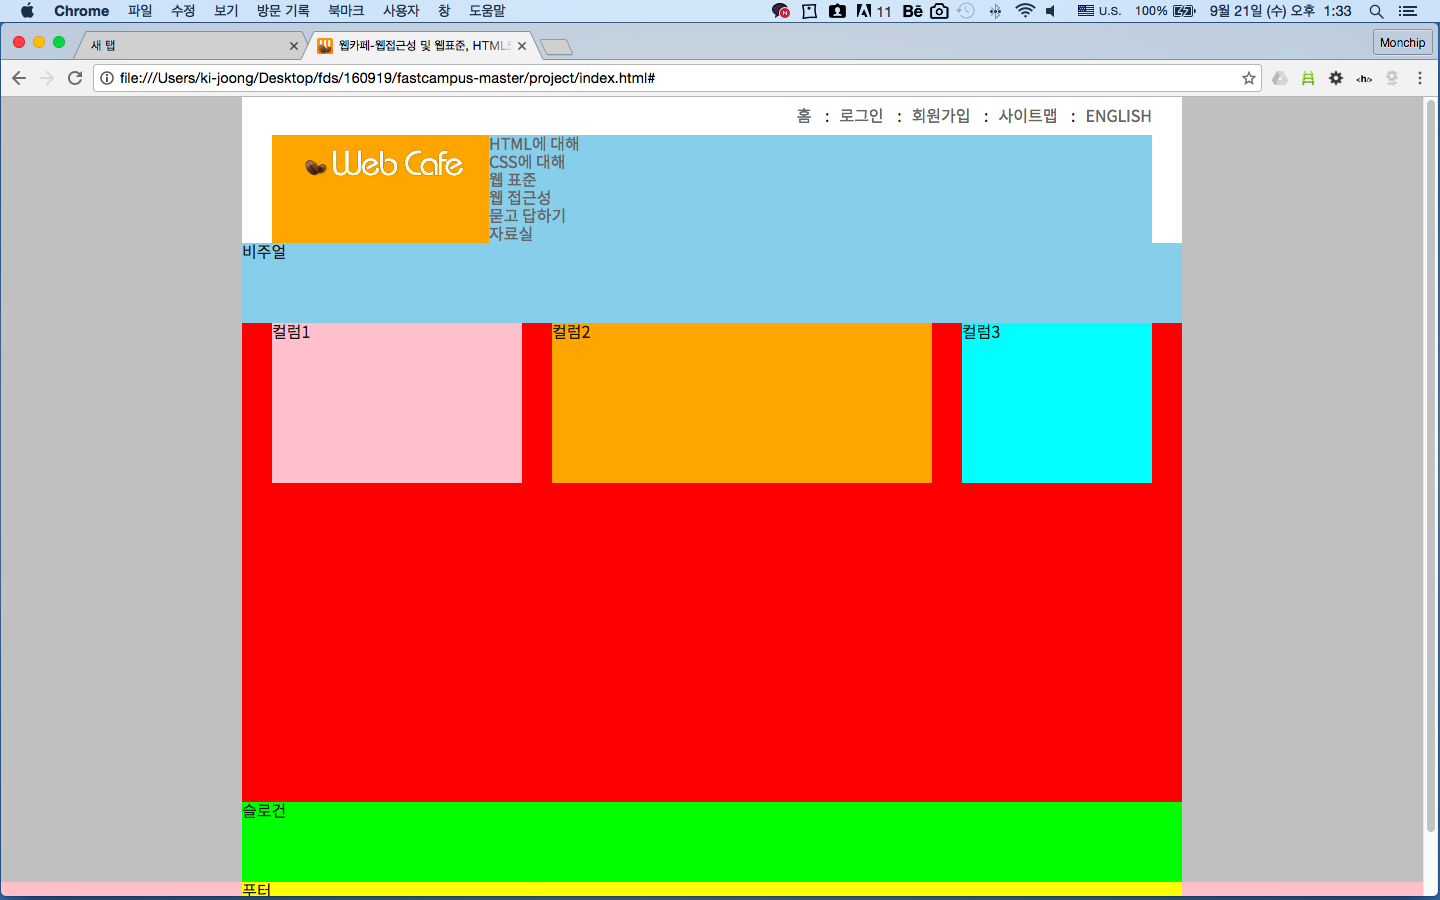 Chrome 파일 수정 보기 방문 기록 북마크 사용자 창 도움말 11 Bē U.S. 100% 9월 21일 (수) 오후 1:33
새 탭 웹카페-웹접근성 및 웹표준, HTML5 Monchip
file:///Users/ki-joong/Desktop/fds/160919/fastcampus-master/project/index.html#
홈 : 로그인 : 회원가입 : 사이트맵 : ENGLISH
Web Cafe
HTML에 대해
CSS에 대해
웹 표준
웹 접근성
묻고 답하기
자료실
비주얼
컬럼1 컬럼2 컬럼3
슬로건
푸터